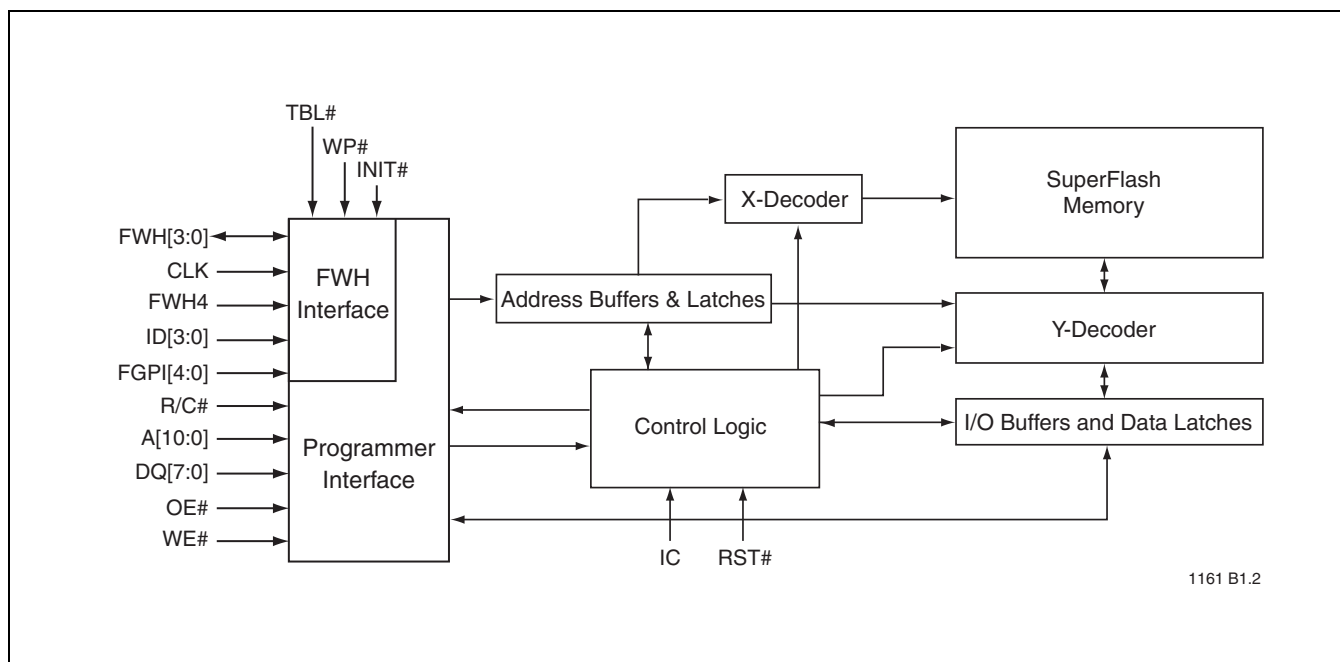 TBL#
WP#
INIT#
FWH[3:0]
CLK
FWH4
ID[3:0]
FGPI[4:0]
R/C#
A[10:0]
DQ[7:0]
OE#
WE#
FWH
Interface
Programmer
Interface
Address Buffers & Latches
X-Decoder
SuperFlash
Memory
Y-Decoder
Control Logic
I/O Buffers and Data Latches
IC
RST#
1161 B1.2